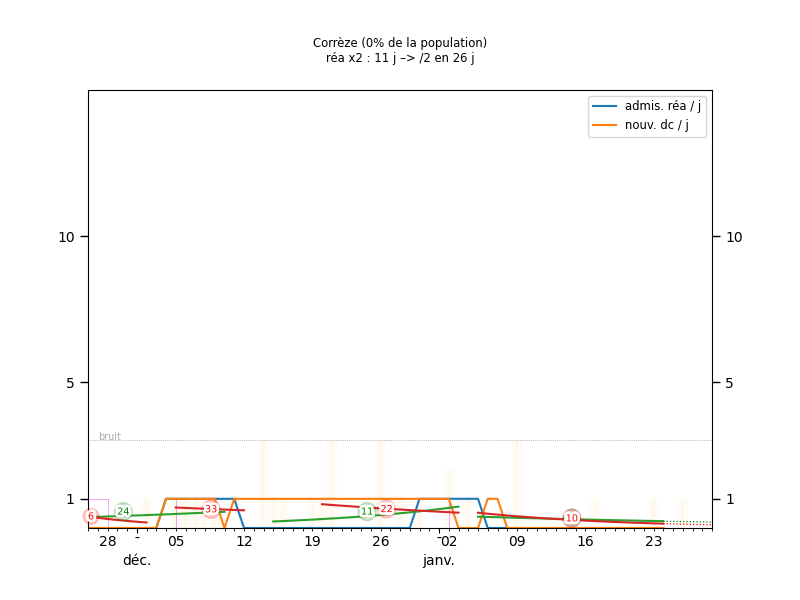 Corrèze (0% de la population)
réa x2 : 11 j –> /2 en 26 j
admis. réa / j
nouv. dc / j
10 10
5 5
bruit
1 1
6 24 33 11 22 10
28 05 12 19 26 02 09 16 23
déc. janv.